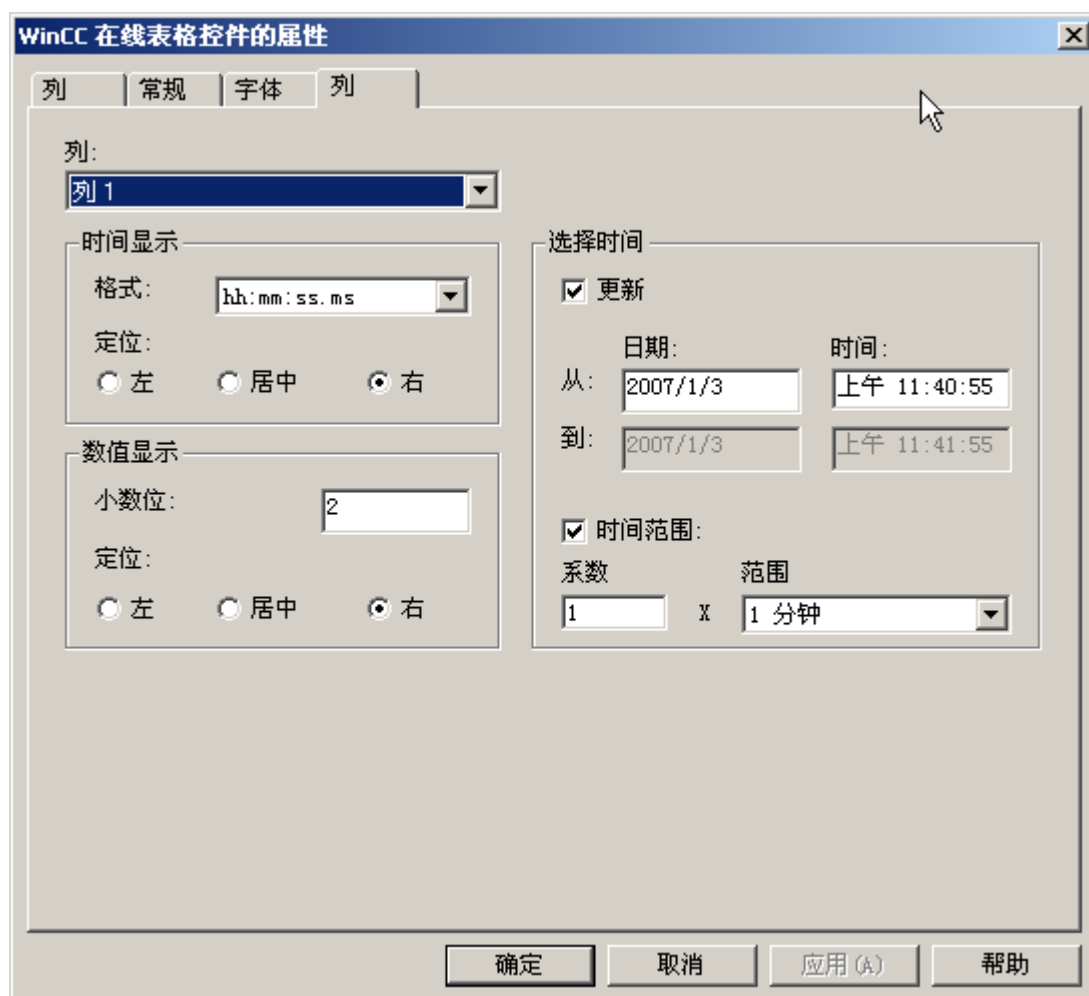 WinCC 在线表格控件的属性
列 常规 字体 列
列:
列 1
时间显示
格式: hh:mm:ss.ms
定位:
左 居中 右
数值显示
小数位: 2
定位:
左 居中 右
选择时间
更新
日期: 时间:
从: 2007/1/3 上午 11:40:55
到: 2007/1/3 上午 11:41:55
时间范围:
系数 范围
1 X 1 分钟
确定 取消 应用(A) 帮助